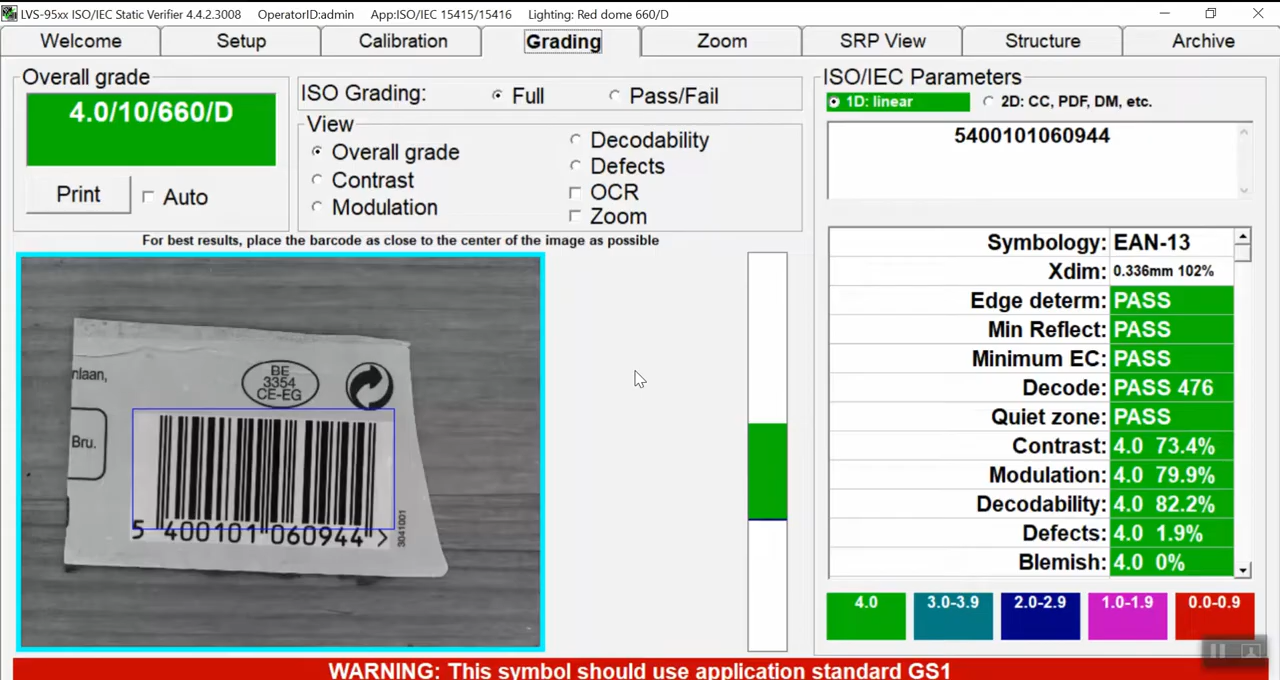 LVS-95xx ISO/IEC Static Verifier 4.4.2.3008 OperatorID:admin App:ISO/IEC 15415/15416 Lighting: Red dome 660/D
Welcome Setup Calibration Grading Zoom SRP View Structure Archive
Overall grade
4.0/10/660/D
Print Auto
ISO Grading: Full Pass/Fail
View
Overall grade
Contrast
Modulation
Decodability
Defects
OCR
Zoom
For best results, place the barcode as close to the center of the image as possible
nlaan,
Bru.
BE
3354
CE-EG
5 400101 060944 >
3041001
ISO/IEC Parameters
1D: linear 2D: CC, PDF, DM, etc.
5400101060944
Symbology: EAN-13
Xdim: 0.336mm 102%
Edge determ: PASS
Min Reflect: PASS
Minimum EC: PASS
Decode: PASS 476
Quiet zone: PASS
Contrast: 4.0 73.4%
Modulation: 4.0 79.9%
Decodability: 4.0 82.2%
Defects: 4.0 1.9%
Blemish: 4.0 0%
4.0 3.0-3.9 2.0-2.9 1.0-1.9 0.0-0.9
WARNING: This symbol should use application standard GS1